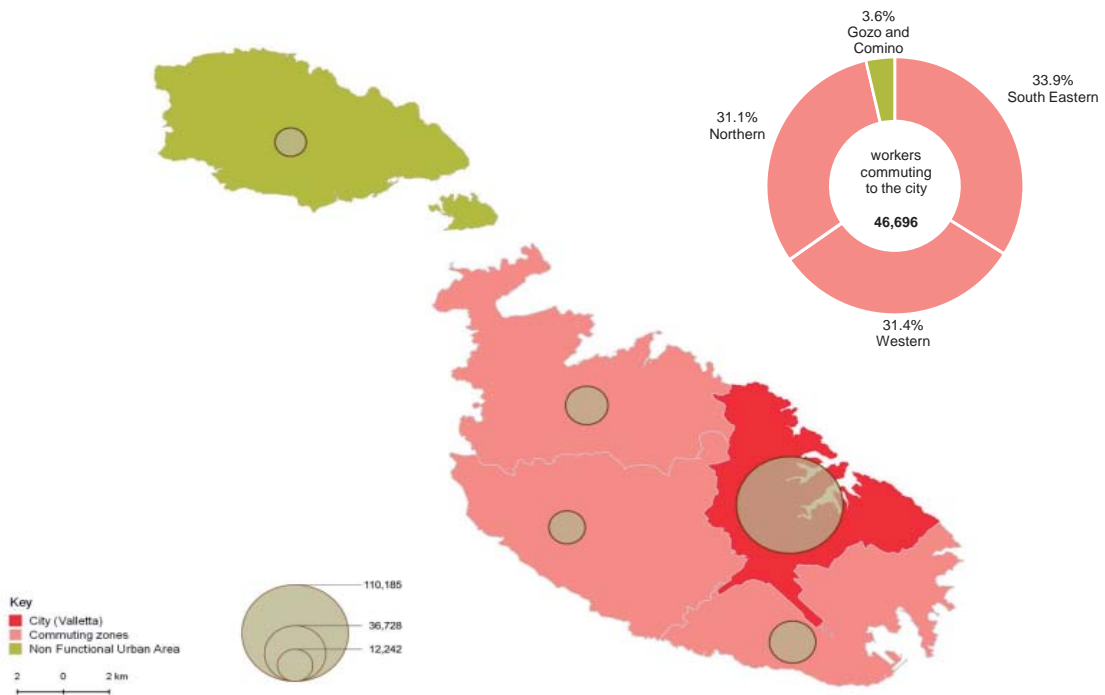 3.6%
Gozo and
Comino
33.9%
South Eastern
31.1%
Northern
workers
commuting
to the city
46,696
31.4%
Western
110,185
36,728
12,242
Key
City (Valletta)
Commuting zones
Non Functional Urban Area
2 0 2 km